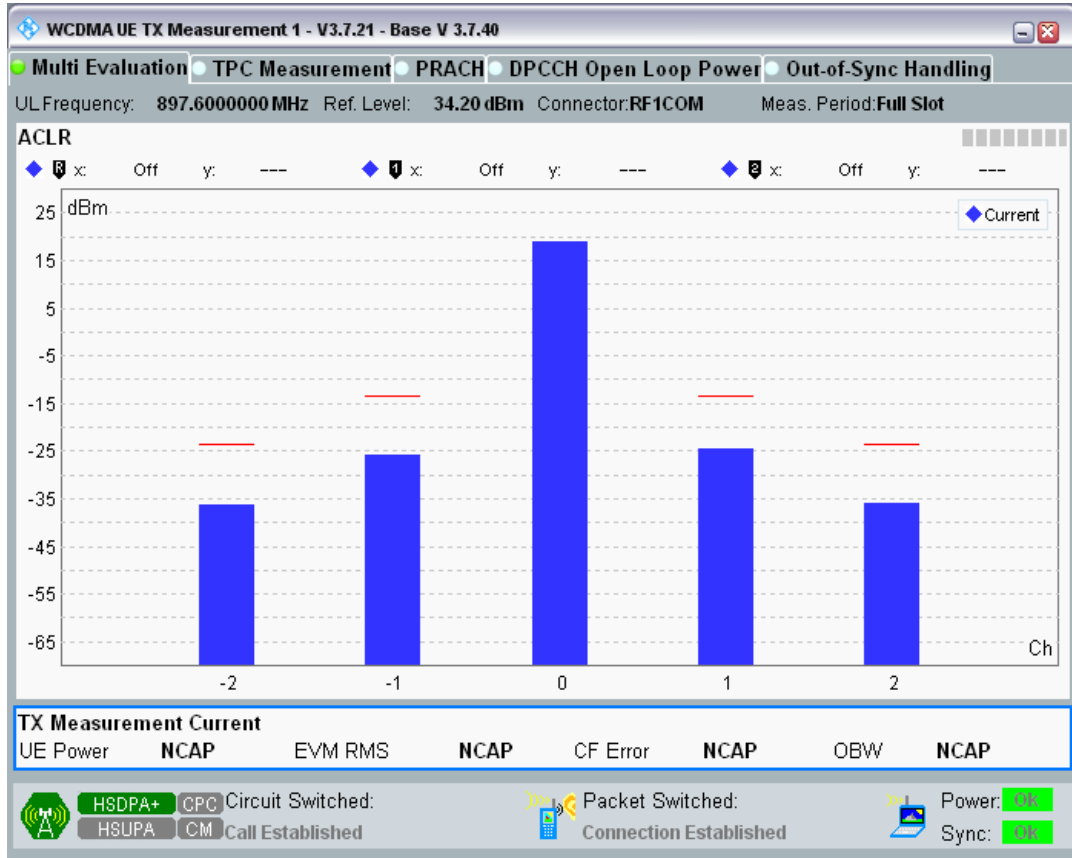 WCDMA UE TX Measurement 1 - V3.7.21 - Base V 3.7.40
Multi Evaluation TPC Measurement PRACH DPCCH Open Loop Power Out-of-Sync Handling
UL Frequency: 897.6000000 MHz Ref. Level: 34.20 dBm Connector:RF1COM Meas. Period:Full Slot
ACLR
R x: Off y: --- 1 x: Off y: --- 2 x: Off y: ---
dBm
Current
25
15
5
-5
-15
-25
-35
-45
-55
-65
Ch
-2 -1 0 1 2
TX Measurement Current
UE Power NCAP EVM RMS NCAP CF Error NCAP OBW NCAP
HSDPA+ CPC Circuit Switched: Packet Switched: Power: Ok
HSUPA CM Call Established Connection Established Sync: Ok